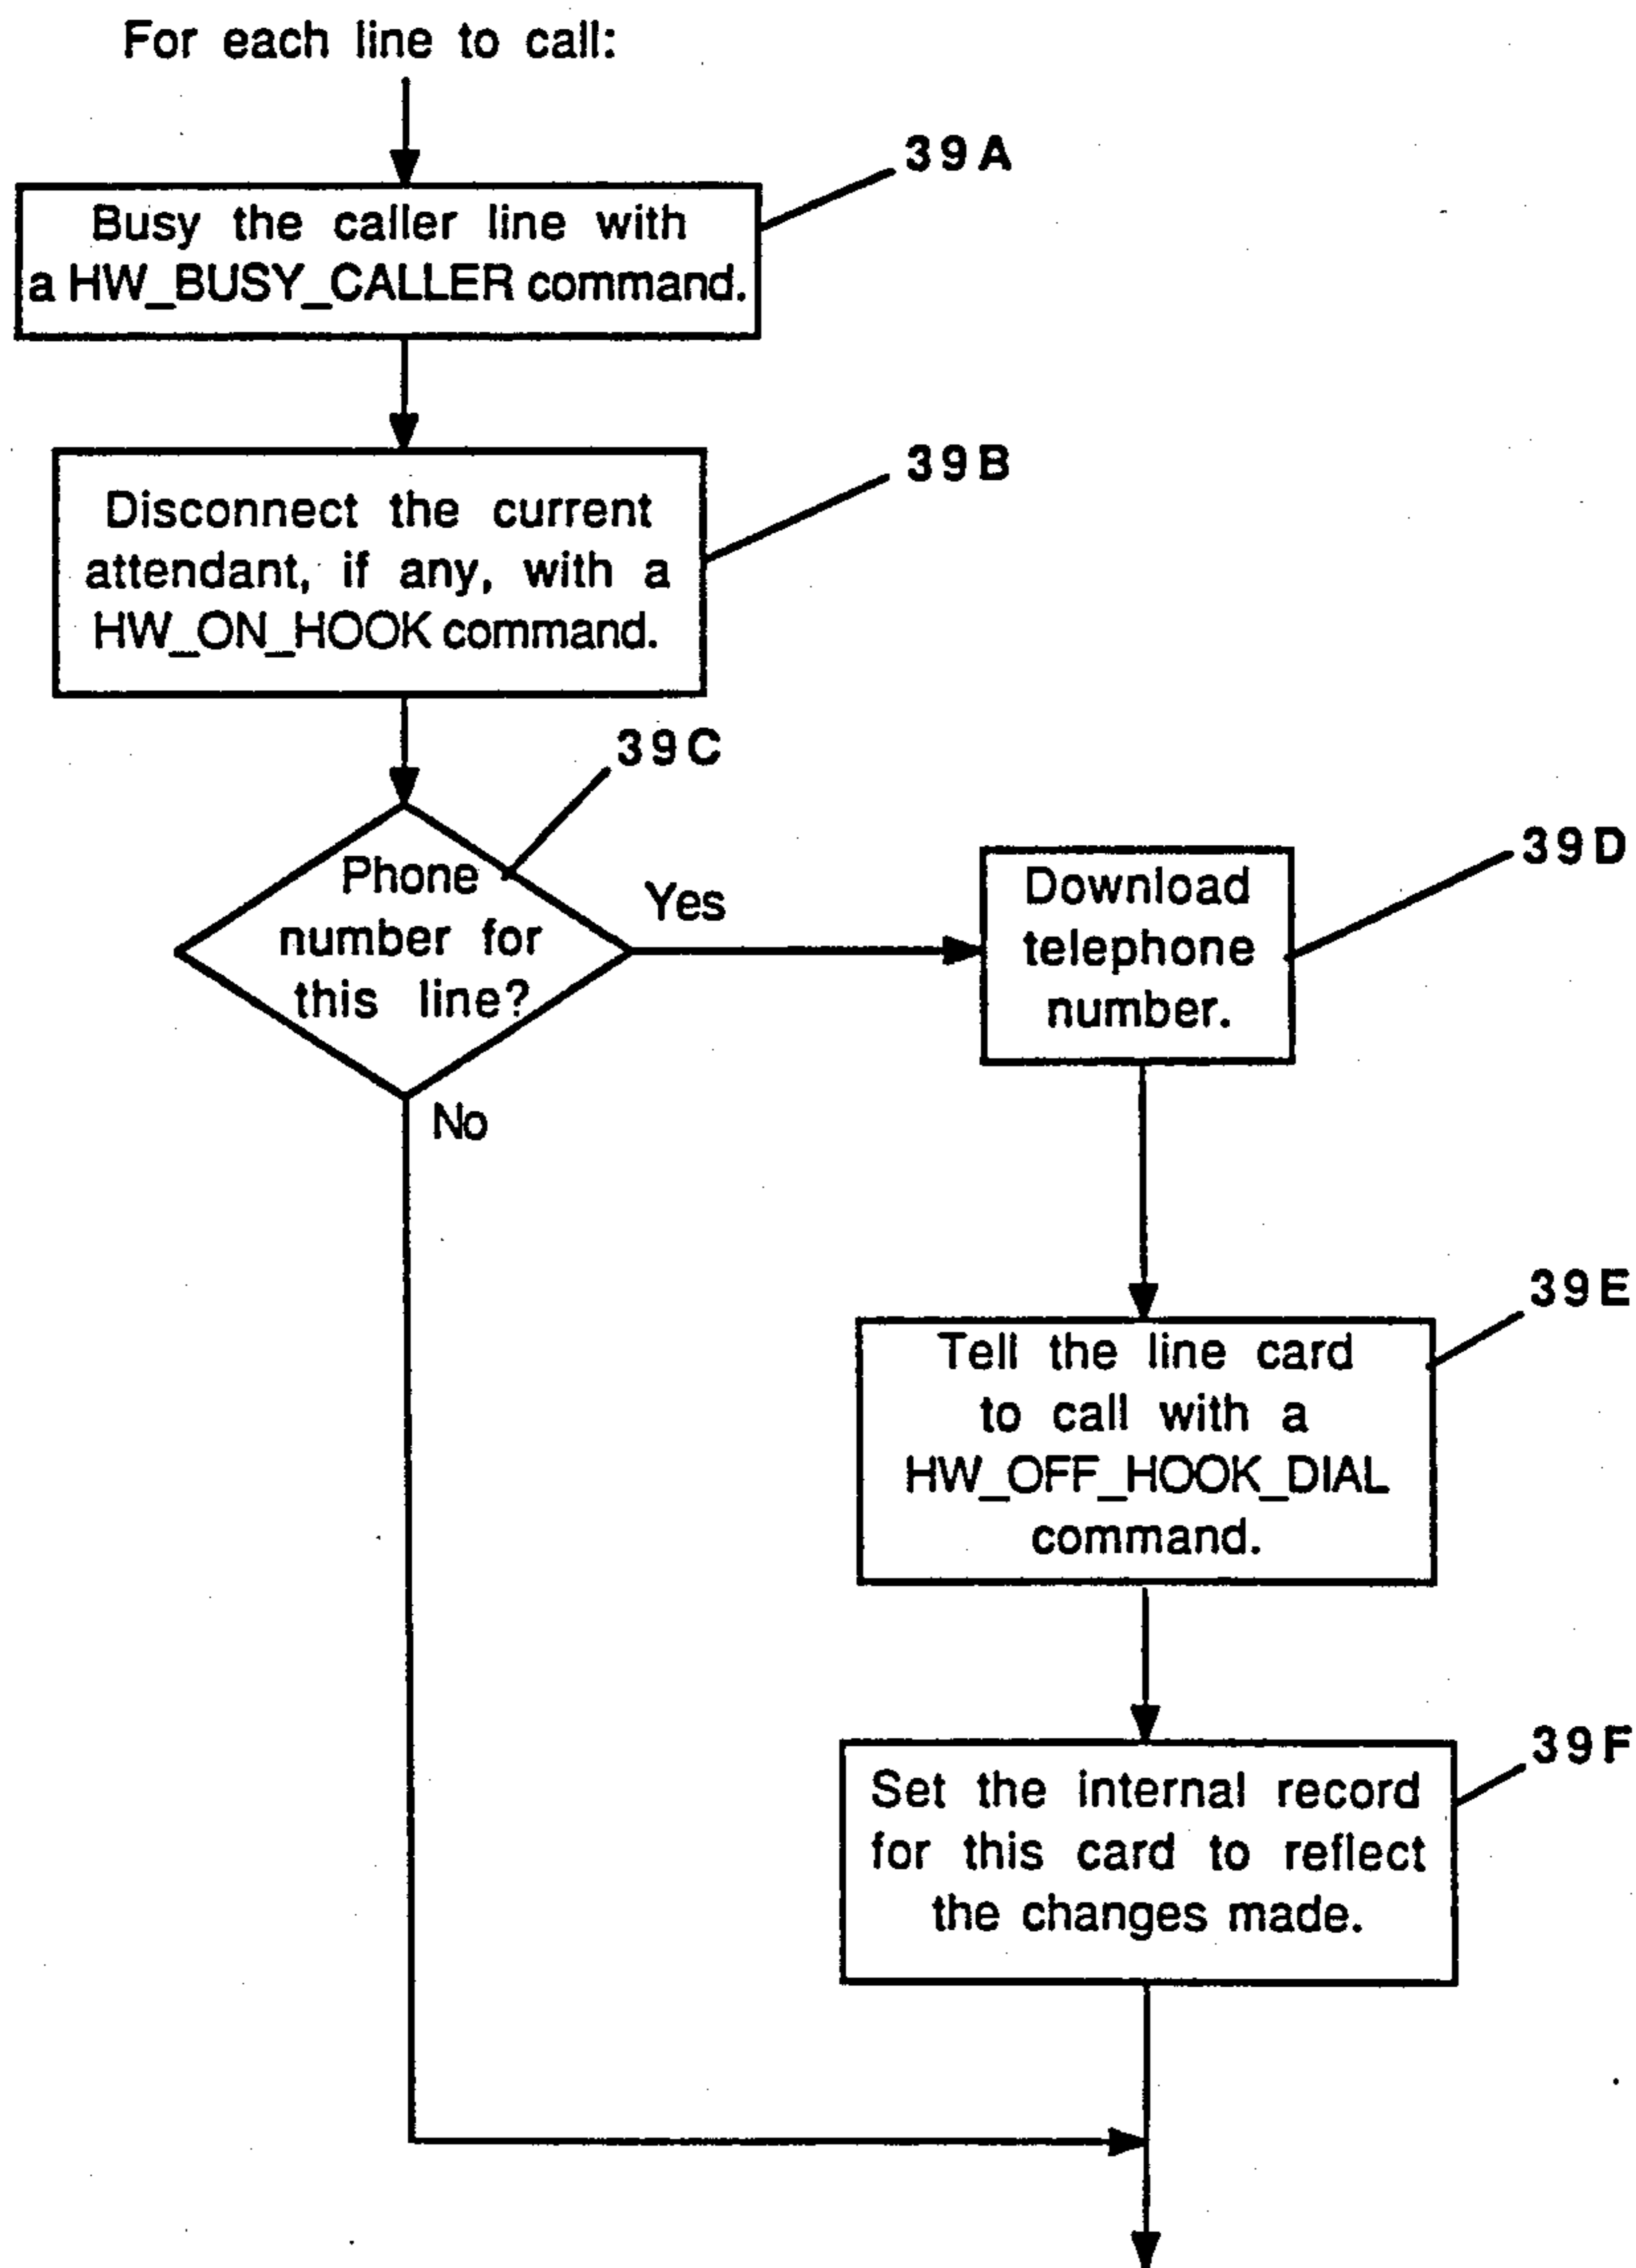 For each line to call:
39A
Busy the caller line with
a HW_BUSY_CALLER command.
39B
Disconnect the current
attendant, if any, with a
HW_ON_HOOK command.
39C
Phone
number for
this line?
Yes
No
39D
Download
telephone
number.
39E
Tell the line card
to call with a
HW_OFF_HOOK_DIAL
command.
39F
Set the internal record
for this card to reflect
the changes made.